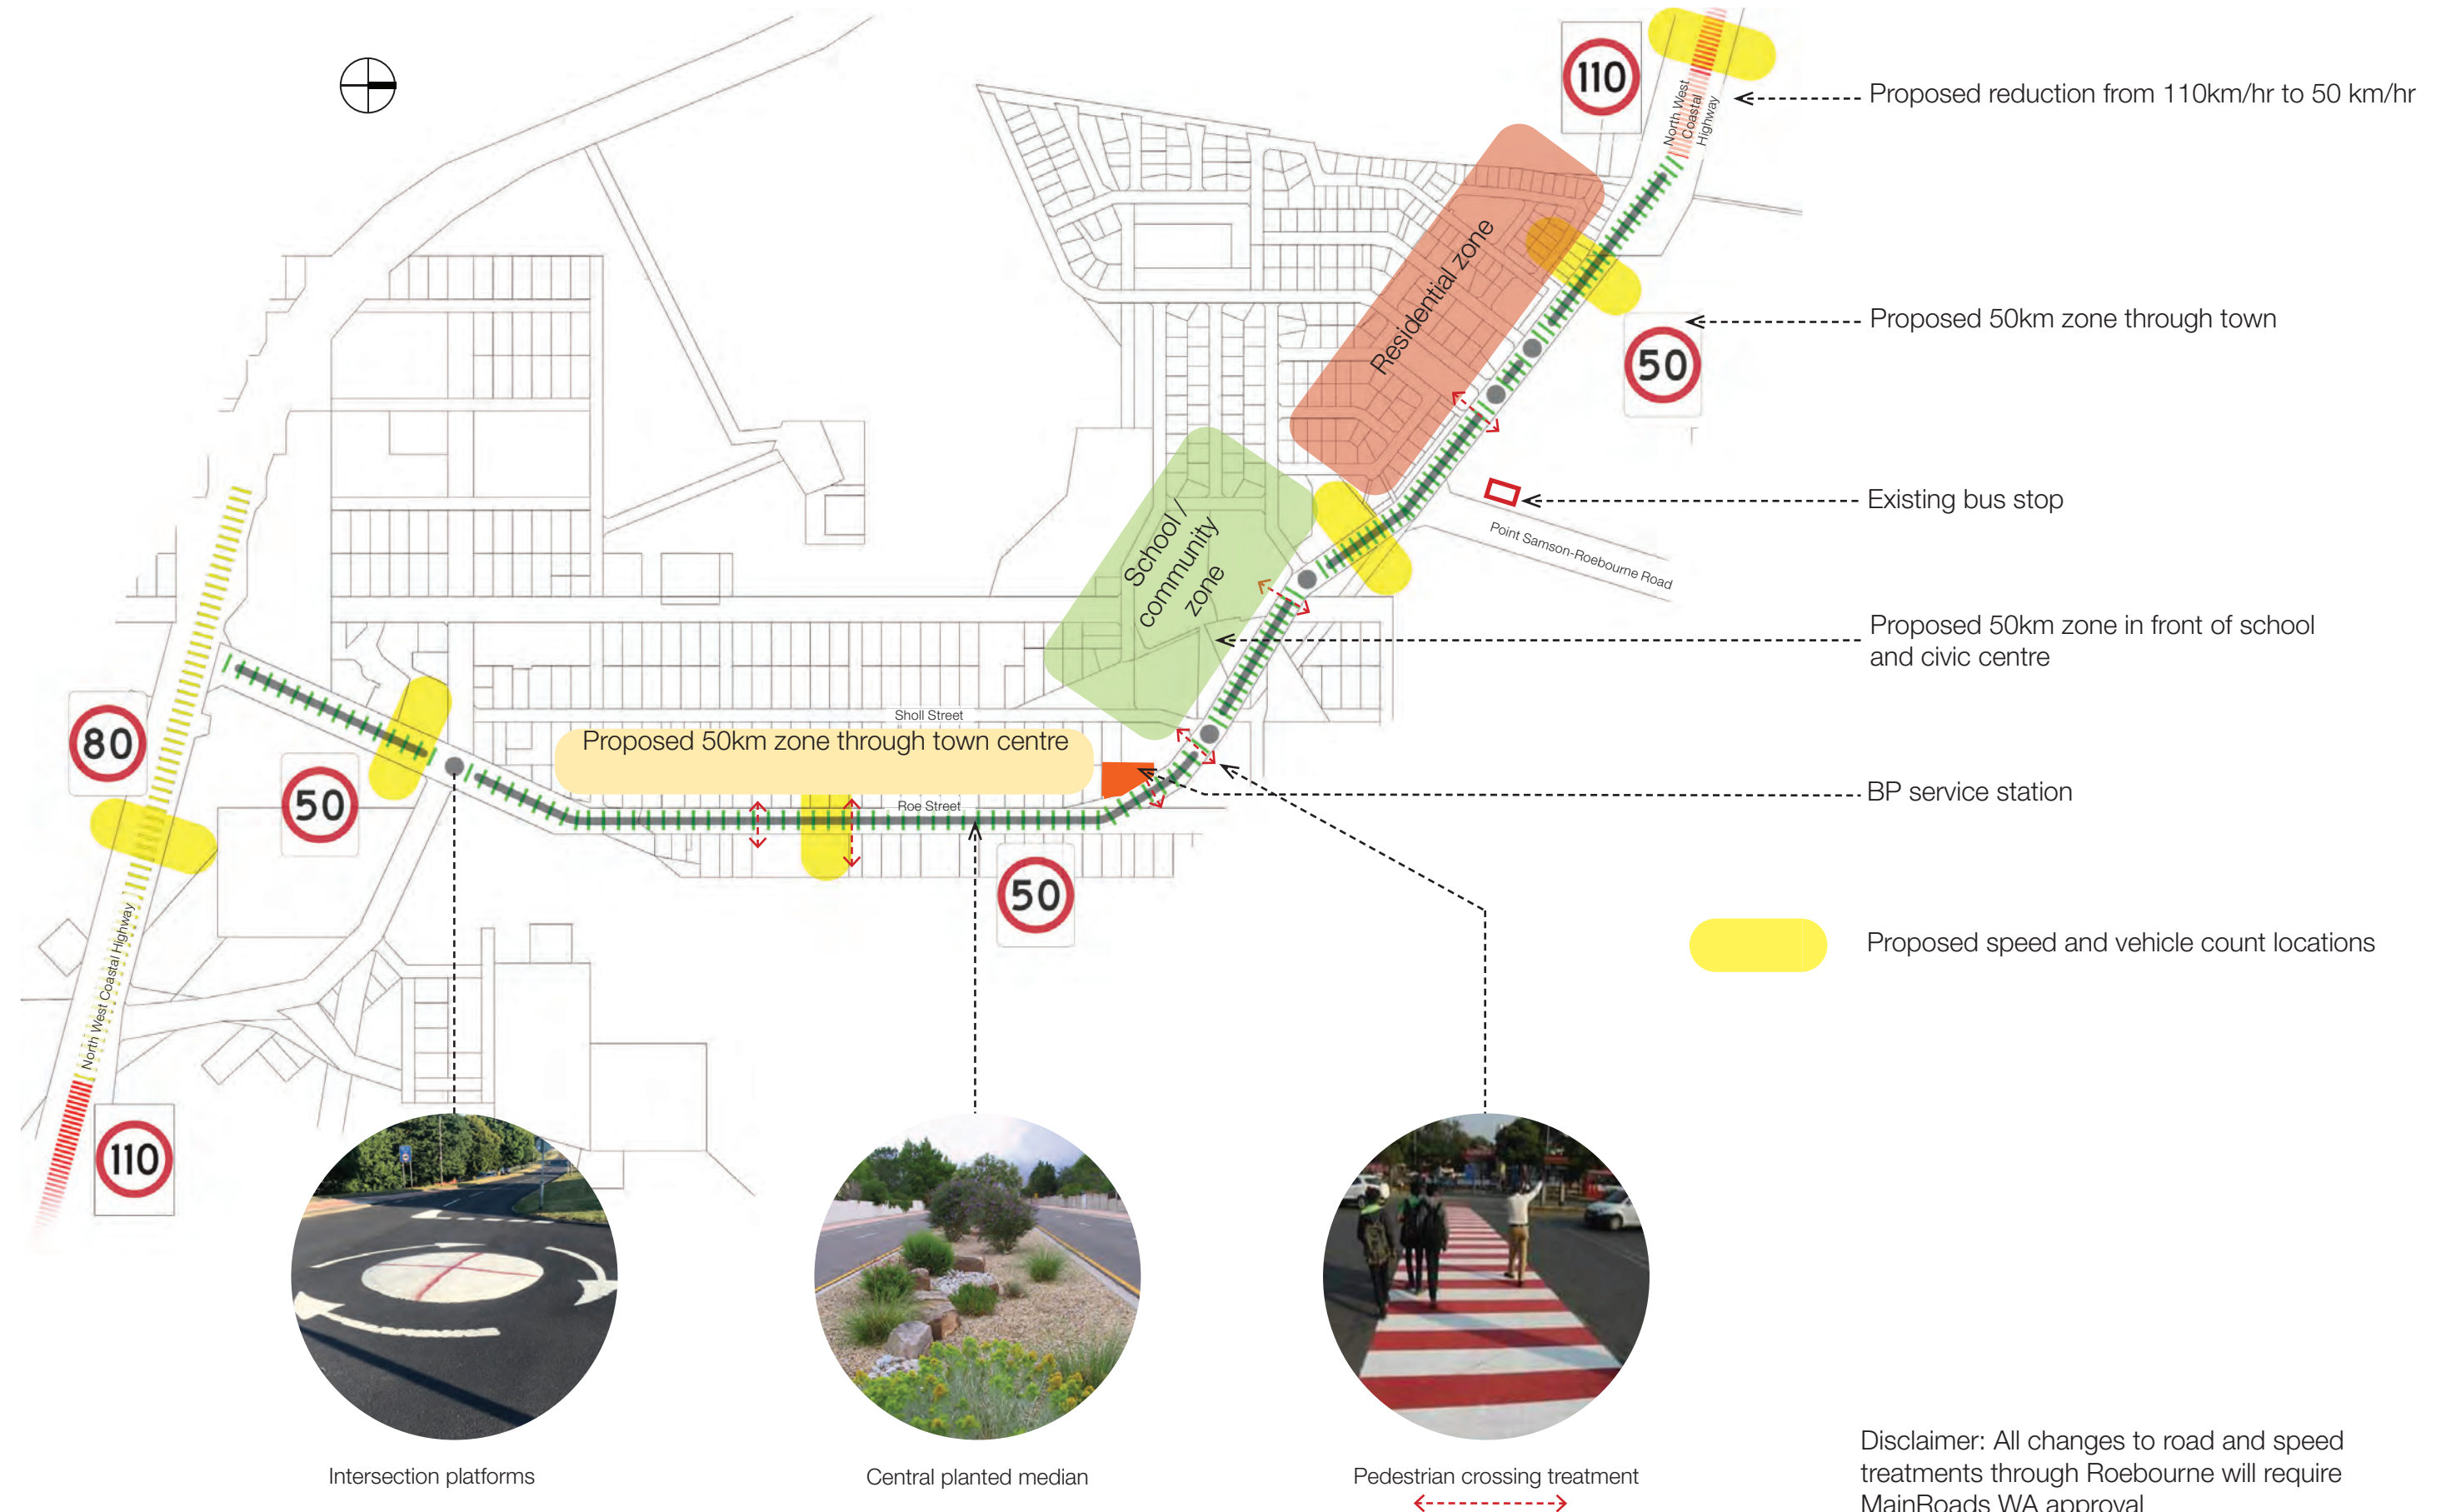 110
North West
Coastal
Highway
Proposed reduction from 110km/hr to 50 km/hr
Residential zone
Proposed 50km zone through town
50
Existing bus stop
Point Samson-Roebourne Road
School /
community
zone
Proposed 50km zone in front of school
and civic centre
80
50
Sholl Street
Proposed 50km zone through town centre
Roe Street
BP service station
50
North West Coastal Highway
Proposed speed and vehicle count locations
110
Intersection platforms
Central planted median
Pedestrian crossing treatment
Disclaimer: All changes to road and speed
treatments through Roebourne will require
MainRoads WA approval